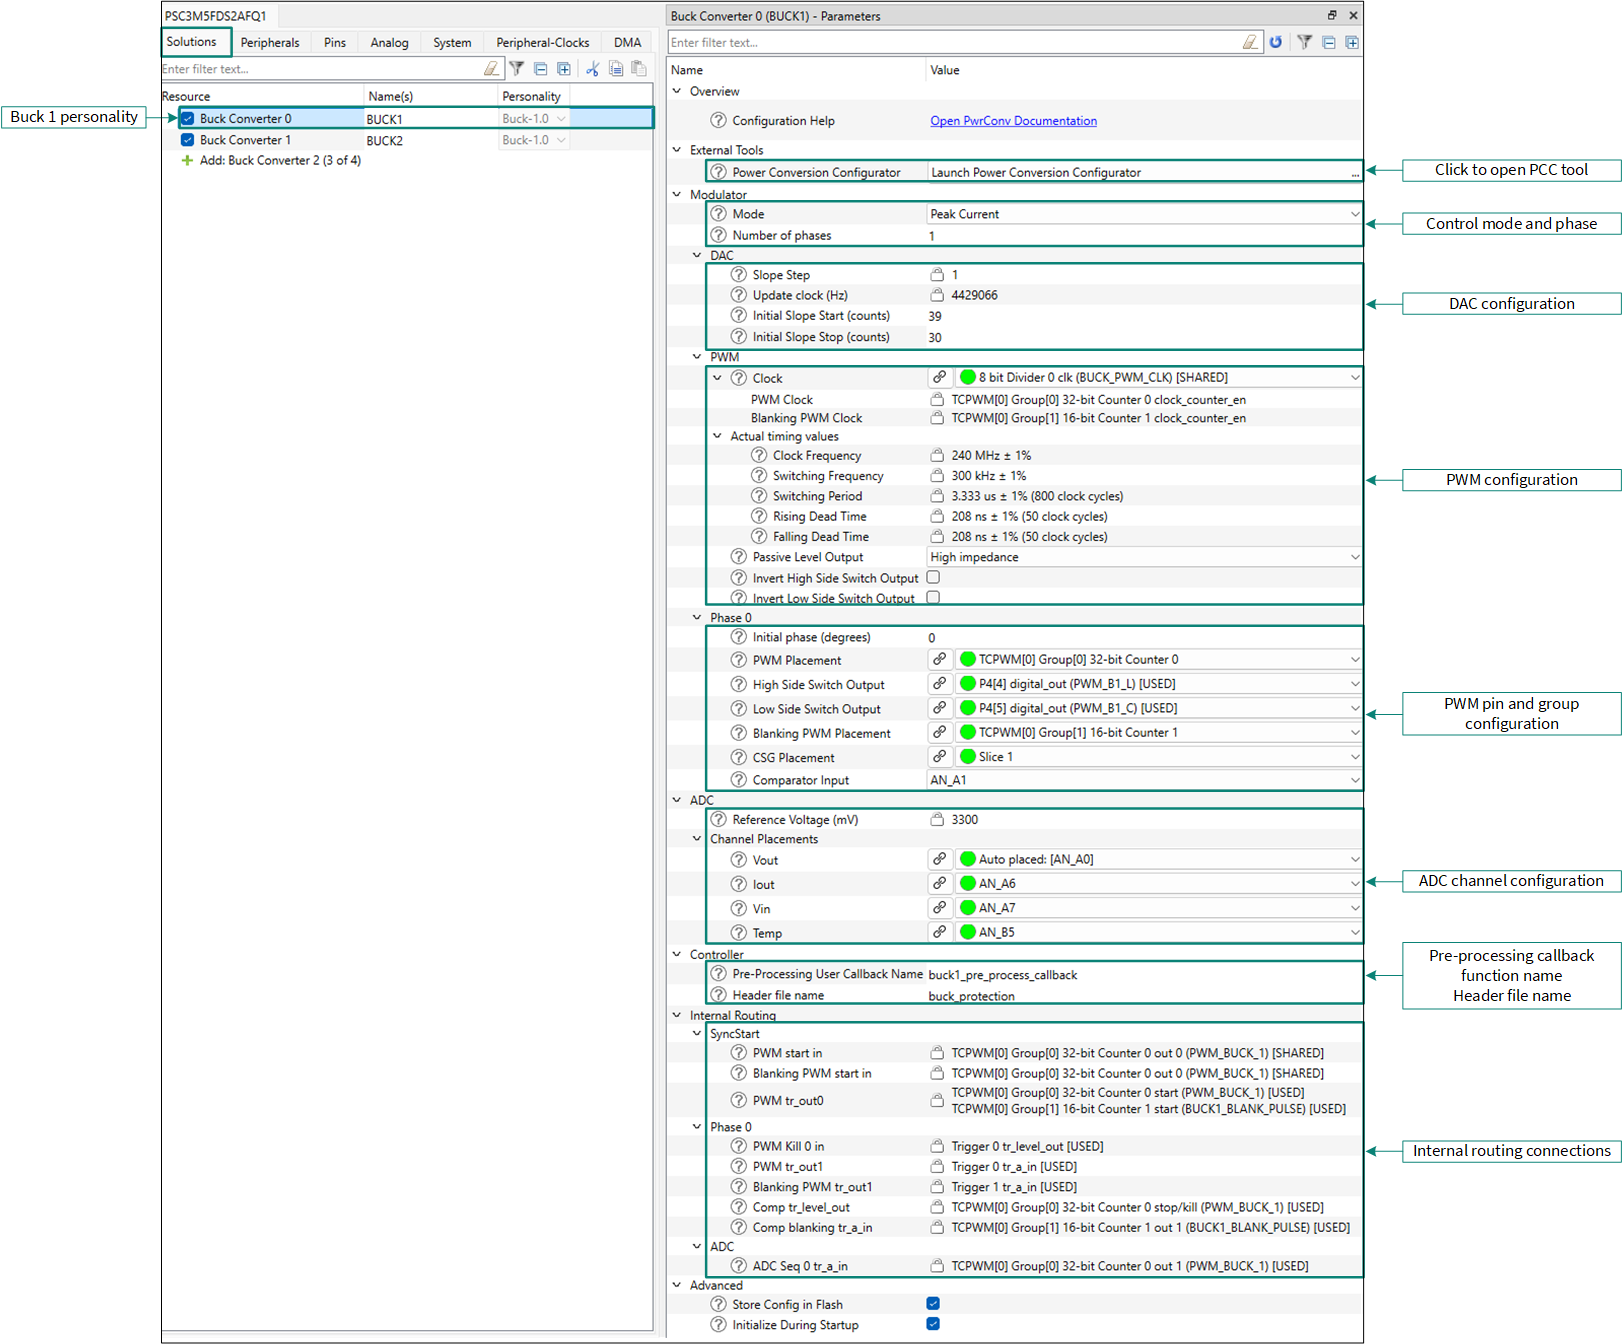 PSC3M5FDS2AFQ1
Solutions Peripherals Pins Analog System Peripheral-Clocks DMA
Enter filter text...
Resource Name(s) Personality
Buck 1 personality
Buck Converter 0 BUCK1 Buck-1.0
Buck Converter 1 BUCK2 Buck-1.0
Add: Buck Converter 2 (3 of 4)
Buck Converter 0 (BUCK1) - Parameters
Enter filter text...
Name Value
Overview
Configuration Help Open PwrConv Documentation
External Tools
Power Conversion Configurator Launch Power Conversion Configurator ...
Click to open PCC tool
Modulator
Mode Peak Current
Number of phases 1
Control mode and phase
DAC
Slope Step 1
Update clock (Hz) 4429066
Initial Slope Start (counts) 39
Initial Slope Stop (counts) 30
DAC configuration
PWM
Clock 8 bit Divider 0 clk (BUCK_PWM_CLK) [SHARED]
PWM Clock TCPWM[0] Group[0] 32-bit Counter 0 clock_counter_en
Blanking PWM Clock TCPWM[0] Group[1] 16-bit Counter 1 clock_counter_en
Actual timing values
Clock Frequency 240 MHz ± 1%
Switching Frequency 300 kHz ± 1%
Switching Period 3.333 us ± 1% (800 clock cycles)
Rising Dead Time 208 ns ± 1% (50 clock cycles)
Falling Dead Time 208 ns ± 1% (50 clock cycles)
Passive Level Output High impedance
Invert High Side Switch Output
Invert Low Side Switch Output
PWM configuration
Phase 0
Initial phase (degrees) 0
PWM Placement TCPWM[0] Group[0] 32-bit Counter 0
High Side Switch Output P4[4] digital_out (PWM_B1_L) [USED]
Low Side Switch Output P4[5] digital_out (PWM_B1_C) [USED]
Blanking PWM Placement TCPWM[0] Group[1] 16-bit Counter 1
CSG Placement Slice 1
Comparator Input AN_A1
PWM pin and group
configuration
ADC
Reference Voltage (mV) 3300
Channel Placements
Vout Auto placed: [AN_A0]
Iout AN_A6
Vin AN_A7
Temp AN_B5
ADC channel configuration
Controller
Pre-Processing User Callback Name buck1_pre_process_callback
Header file name buck_protection
Pre-processing callback
function name
Header file name
Internal Routing
SyncStart
PWM start in TCPWM[0] Group[0] 32-bit Counter 0 out 0 (PWM_BUCK_1) [SHARED]
Blanking PWM start in TCPWM[0] Group[0] 32-bit Counter 0 out 0 (PWM_BUCK_1) [SHARED]
PWM tr_out0 TCPWM[0] Group[0] 32-bit Counter 0 start (PWM_BUCK_1) [USED]
TCPWM[0] Group[1] 16-bit Counter 1 start (BUCK1_BLANK_PULSE) [USED]
Phase 0
PWM Kill 0 in Trigger 0 tr_level_out [USED]
PWM tr_out1 Trigger 0 tr_a_in [USED]
Blanking PWM tr_out1 Trigger 1 tr_a_in [USED]
Comp tr_level_out TCPWM[0] Group[0] 32-bit Counter 0 stop/kill (PWM_BUCK_1) [USED]
Comp blanking tr_a_in TCPWM[0] Group[1] 16-bit Counter 1 out 1 (BUCK1_BLANK_PULSE) [USED]
Internal routing connections
ADC
ADC Seq 0 tr_a_in TCPWM[0] Group[0] 32-bit Counter 0 out 1 (PWM_BUCK_1) [USED]
Advanced
Store Config in Flash
Initialize During Startup